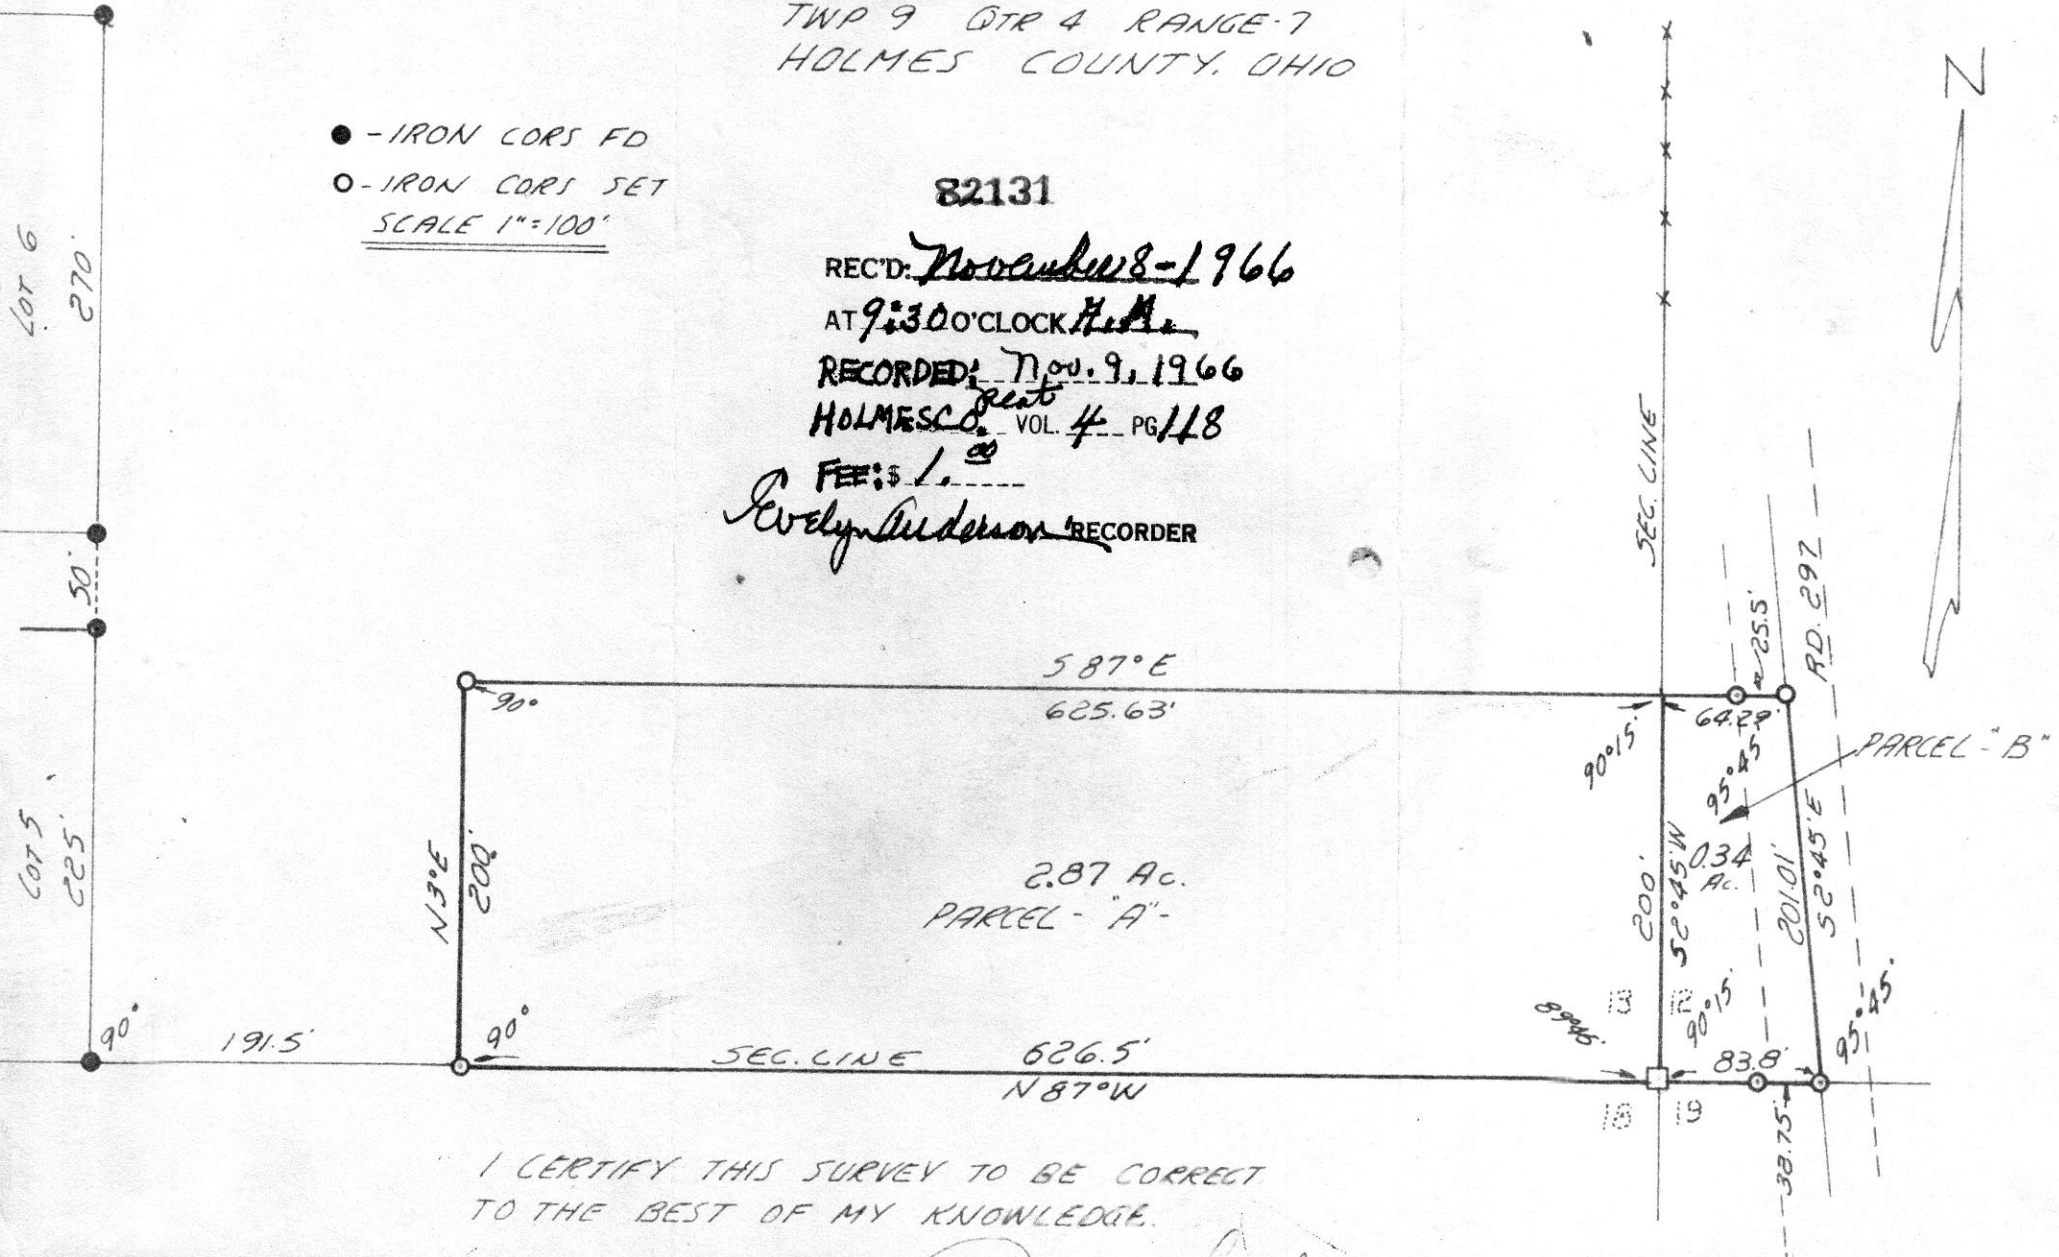 TWP 9 QTR 4 RANGE-7
HOLMES COUNTY, OHIO
● - IRON CORS FD
O - IRON CORS SET
SCALE 1"=100'
82131
REC'D: November 8-1966
AT 9:30 O'CLOCK A.M.
RECORDED: Nov. 9, 1966
HOLMES CO. Plat VOL. 4 PG 118
FEE: $ 1.00
Evelyn Anderson RECORDER
N
LOT 6
270'
50'
LOT 5
225'
SEC. LINE
25.5'
RD. 297
S 87° E
625.63'
90°
90°15'
64.29'
95°45'
PARCEL - "B"
N 3° E
200'
2.87 Ac.
PARCEL - "A" -
200'
S 2°45' W
0.34
Ac.
201.01'
S 2°45' E
13
12
90°15'
95°45'
90°
191.5'
90°
SEC. LINE 626.5'
N 87° W
83.8'
18
19
38.75'
I CERTIFY THIS SURVEY TO BE CORRECT
TO THE BEST OF MY KNOWLEDGE.